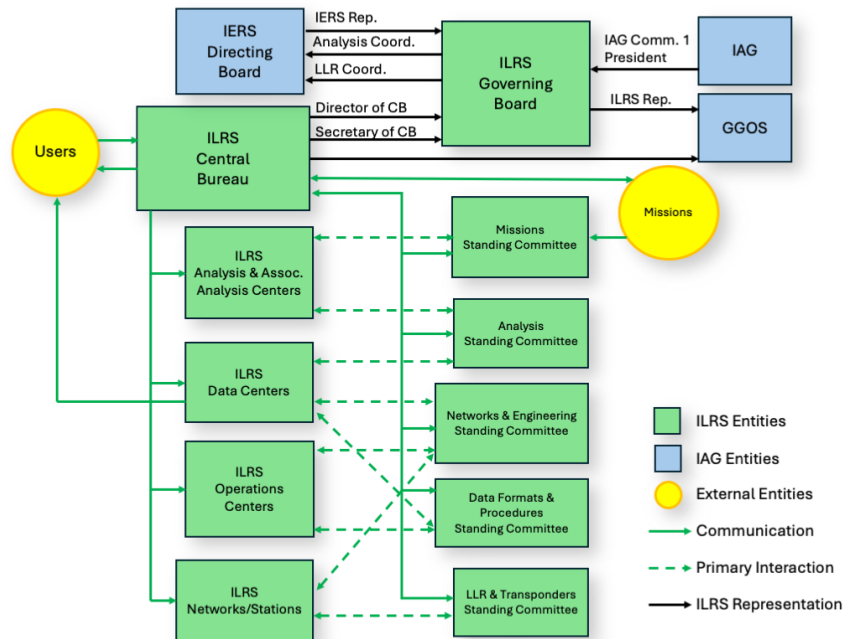 IERS
Directing
Board
IERS Rep.
Analysis Coord.
LLR Coord.
ILRS
Governing
Board
IAG Comm. 1
President
IAG
ILRS Rep.
GGOS
Users
ILRS
Central
Bureau
Director of CB
Secretary of CB
Missions
ILRS
Analysis & Assoc.
Analysis Centers
Missions
Standing Committee
Analysis
Standing Committee
ILRS
Data Centers
Networks & Engineering
Standing Committee
ILRS
Operations
Centers
Data Formats &
Procedures
Standing Committee
ILRS
Networks/Stations
LLR & Transponders
Standing Committee
ILRS Entities
IAG Entities
External Entities
Communication
Primary Interaction
ILRS Representation